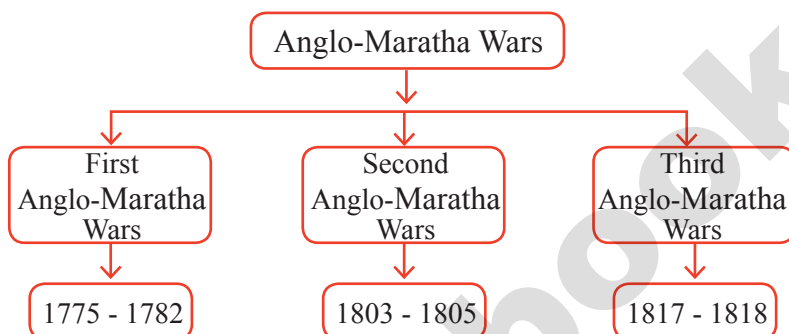 Anglo-Maratha Wars
First
Anglo-Maratha
Wars
Second
Anglo-Maratha
Wars
Third
Anglo-Maratha
Wars
1775 - 1782
1803 - 1805
1817 - 1818
book